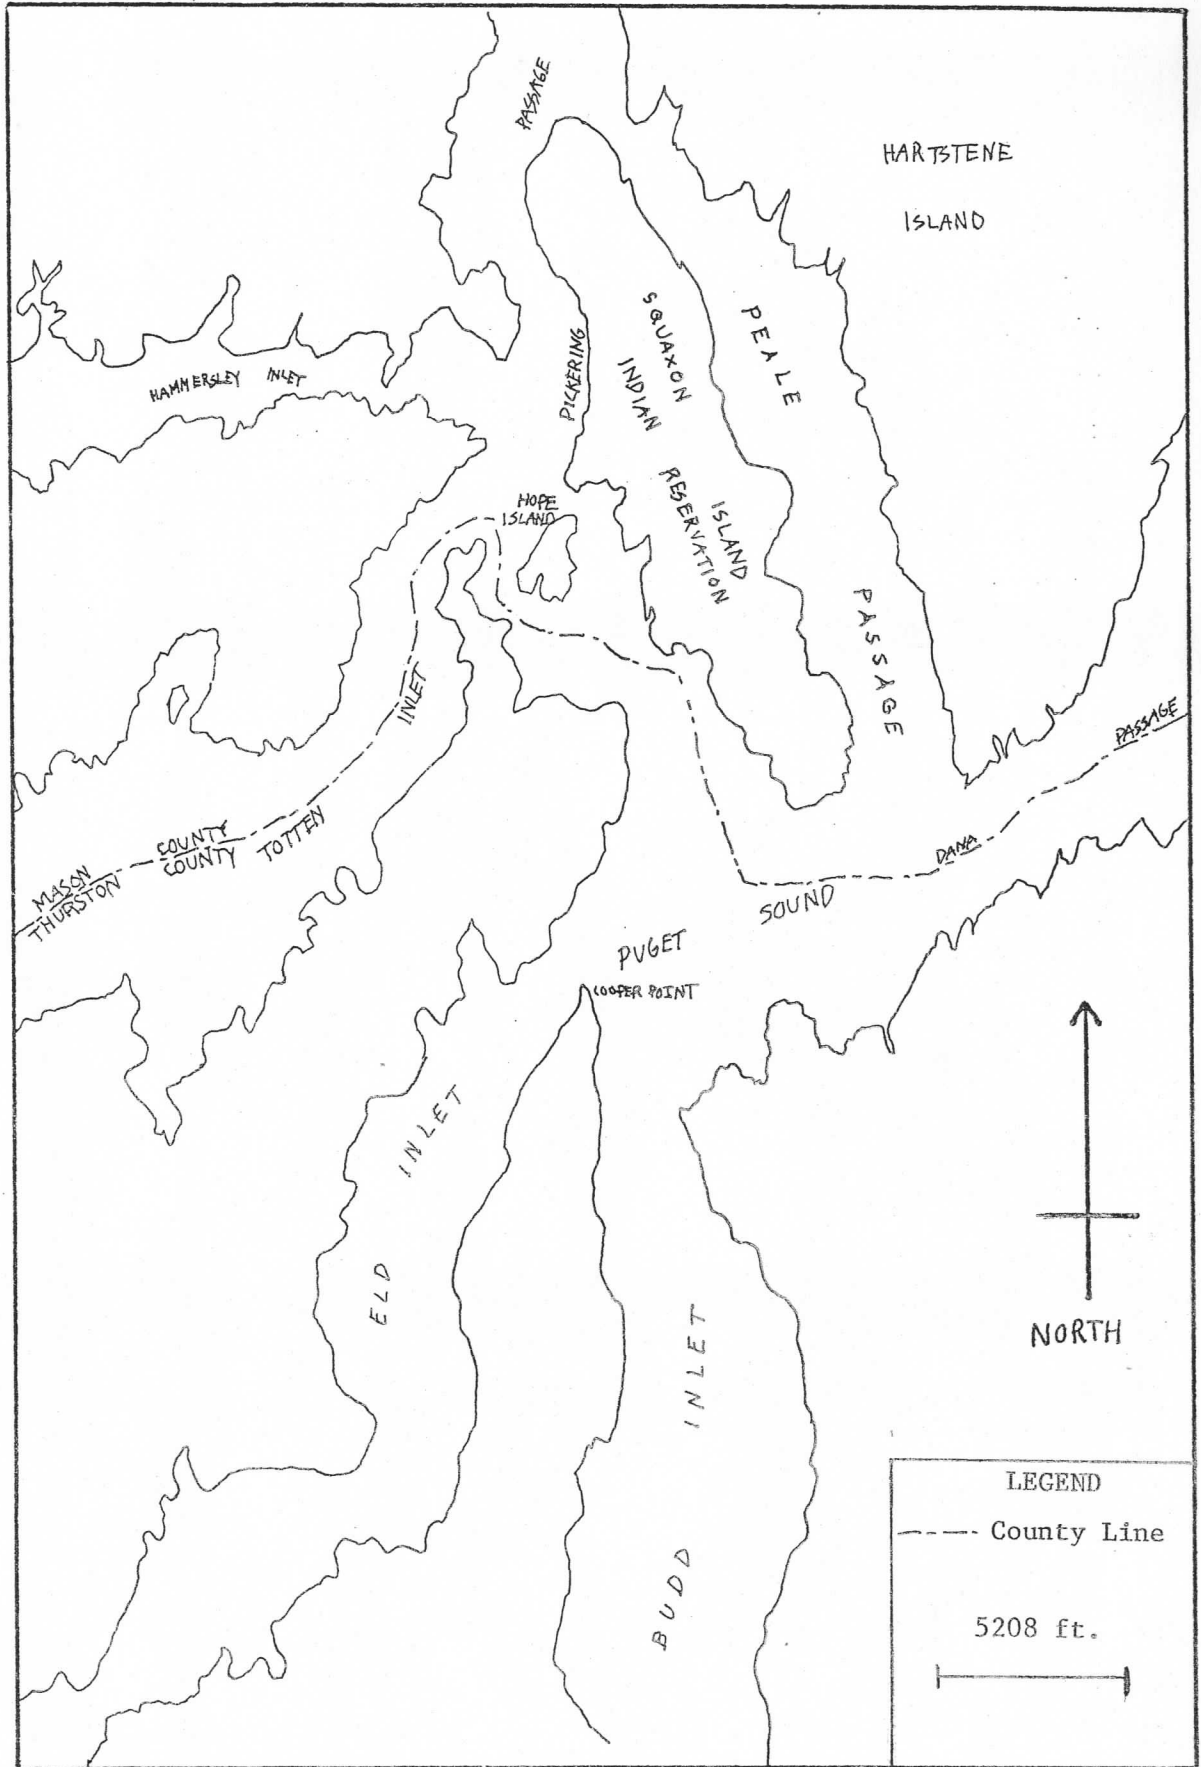 PASSAGE
HARTSTENE
ISLAND
HAMMERSLEY INLET
PICKERING
SQUAXON
INDIAN
ISLAND
RESERVATION
PEALE
PASSAGE
HOPE
ISLAND
INLET
TOTTEN
MASON COUNTY
THURSTON COUNTY
DANA
PASSAGE
PUGET
SOUND
COOPER POINT
ELD
INLET
BUDD
INLET
NORTH
LEGEND
County Line
5208 ft.